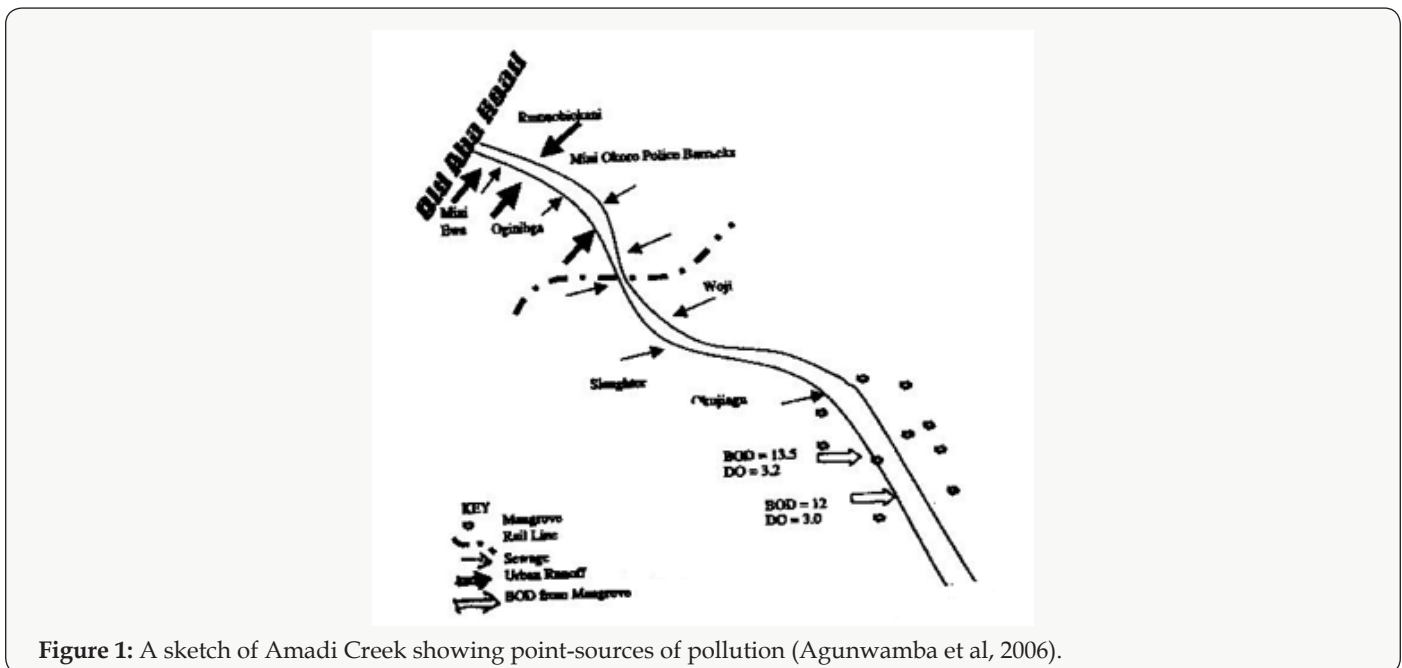 Old Aba Road
Rumuobiokani
Mini Okoro Police Barracks
Mini
Ewa
Oginibga
Woji
Slaughter
Okujiagu
BOD = 13.5
DO = 3.2
BOD = 12
DO = 3.0
KEY
Mangrove
Rail Line
Sewage
Urban Runoff
BOD from Mangrove
Figure 1: A sketch of Amadi Creek showing point-sources of pollution (Agunwamba et al, 2006).